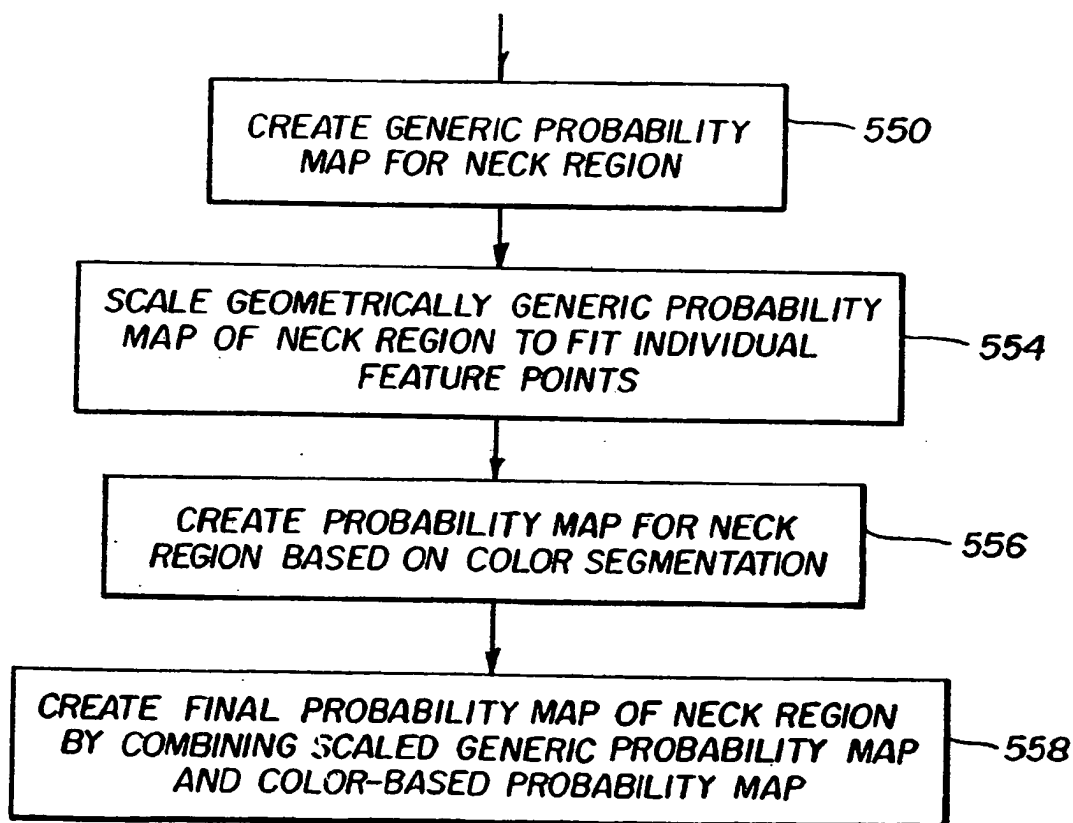 CREATE GENERIC PROBABILITY
MAP FOR NECK REGION
550
SCALE GEOMETRICALLY GENERIC PROBABILITY
MAP OF NECK REGION TO FIT INDIVIDUAL
FEATURE POINTS
554
CREATE PROBABILITY MAP FOR NECK
REGION BASED ON COLOR SEGMENTATION
556
CREATE FINAL PROBABILITY MAP OF NECK REGION
BY COMBINING SCALED GENERIC PROBABILITY MAP
AND COLOR-BASED PROBABILITY MAP
558